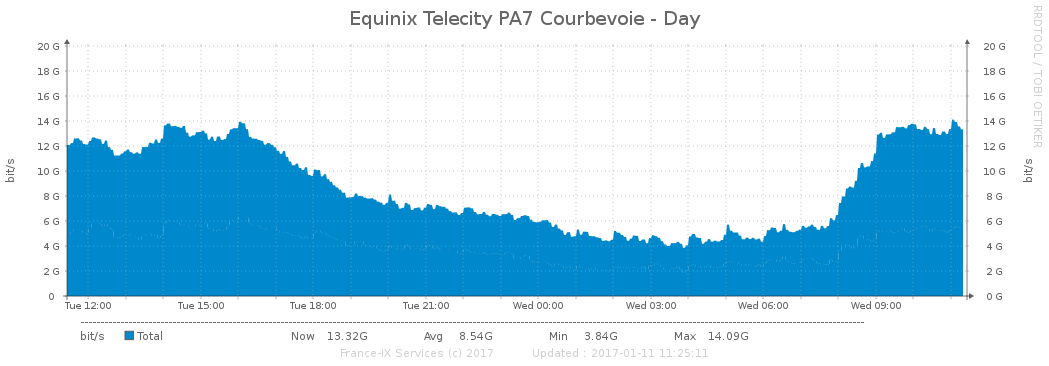 Equinix Telecity PA7 Courbevoie - Day
RRDTOOL / TOBI OETIKER
bit/s
20 G
18 G
16 G
14 G
12 G
10 G
8 G
6 G
4 G
2 G
0
20 G
18 G
16 G
14 G
12 G
10 G
8 G
6 G
4 G
2 G
0 G
bit/s
Tue 12:00 Tue 15:00 Tue 18:00 Tue 21:00 Wed 00:00 Wed 03:00 Wed 06:00 Wed 09:00
bit/s Total Now 13.32G Avg 8.54G Min 3.84G Max 14.09G
France-IX Services (c) 2017 Updated : 2017-01-11 11:25:11